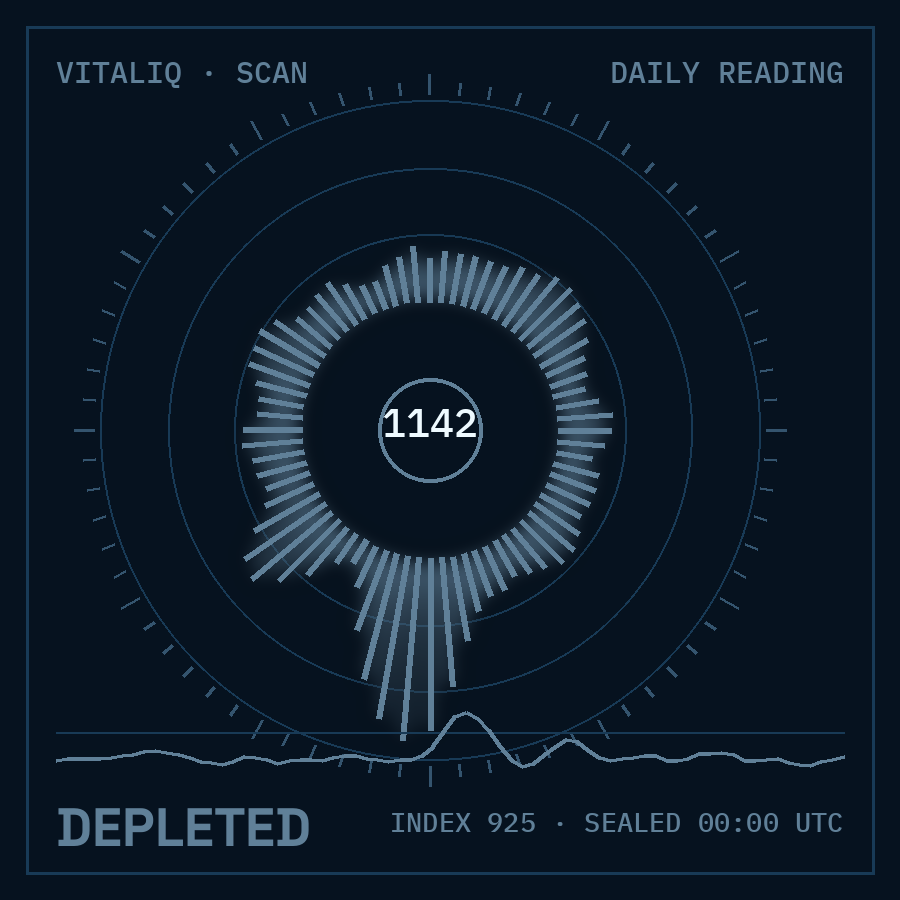 VITALIQ · SCAN
DAILY READING
1142
DEPLETED
INDEX 925 · SEALED 00:00 UTC